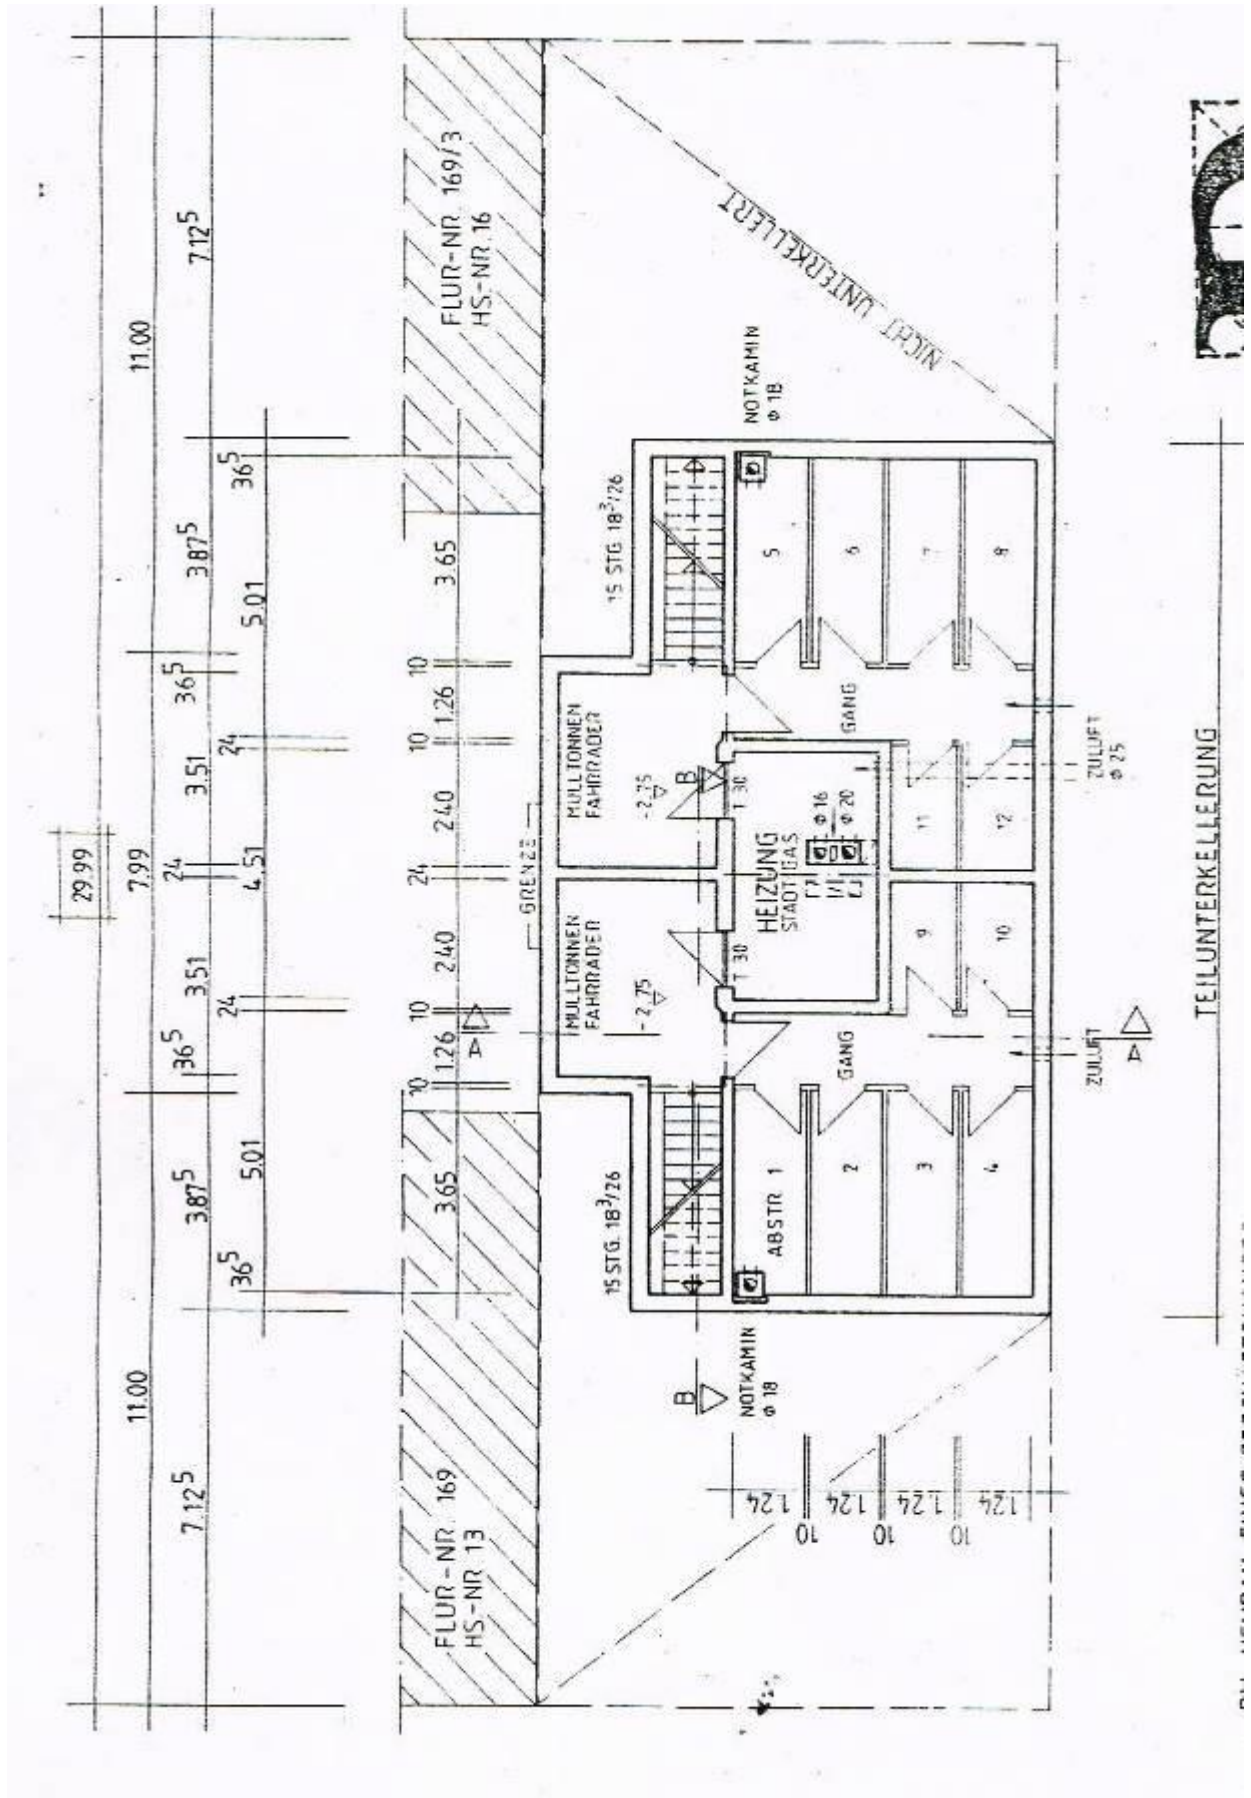 29.99
11.00
7.99
11.00
7.12⁵
3.87⁵
36⁵
3.51
24
3.51
36⁵
3.87⁵
7.12⁵
36⁵
5.01
24
4.51
24
5.01
36⁵
FLUR-NR. 169
HS.-NR 13
FLUR-NR. 169/3
HS.-NR. 16
3.65
10
1.26
10
2.40
24
2.40
10
1.26
10
3.65
A
GRENZE
15 STG. 18³/26
15 STG. 18³/26
MÜLLTONNEN
FAHRRÄDER
MÜLLTONNEN
FAHRRÄDER
- 2,75
- 2,75
B
B
T 30
T 30
NOTKAMIN
Φ 18
NOTKAMIN
Φ 18
HEIZUNG
STADTGAS
Φ 16
Φ 20
ABSTR. 1
2
3
4
5
6
7
8
9
10
11
12
GANG
GANG
NICHT UNTERKELLERT
1.24
10
1.24
10
1.24
10
1.24
ZULUFT
ZULUFT
Φ 25
A
TEILUNTERKELLERUNG